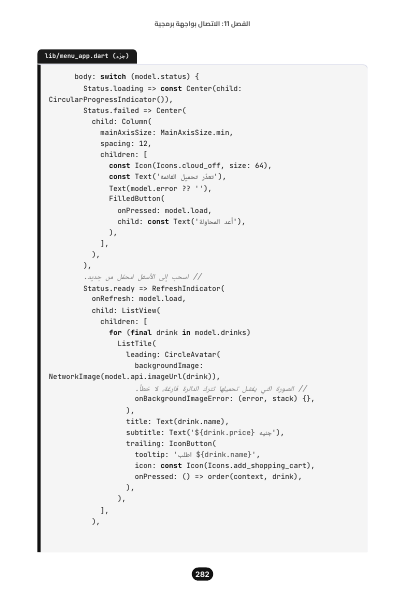 الفصل 11: الاتصال بواجهة برمجية
lib/menu_app.dart (جزء)
body: switch (model.status) {
Status.loading => const Center(child:
CircularProgressIndicator()),
Status.failed => Center(
child: Column(
mainAxisSize: MainAxisSize.min,
spacing: 12,
children: [
const Icon(Icons.cloud_off, size: 64),
const Text('تعذّر تحميل القائمة'),
Text(model.error ?? ''),
FilledButton(
onPressed: model.load,
child: const Text('أعد المحاولة'),
),
],
),
),
// اسحب إلى الأسفل لتحمّل من جديد.
Status.ready => RefreshIndicator(
onRefresh: model.load,
child: ListView(
children: [
for (final drink in model.drinks)
ListTile(
leading: CircleAvatar(
backgroundImage:
NetworkImage(model.api.imageUrl(drink)),
// الصورة التي يفشل تحميلها تترك الدائرة فارغة، لا خطأ.
onBackgroundImageError: (error, stack) {},
),
title: Text(drink.name),
subtitle: Text('${drink.price} جنيه'),
trailing: IconButton(
tooltip: 'اطلب ${drink.name}',
icon: const Icon(Icons.add_shopping_cart),
onPressed: () => order(context, drink),
),
),
],
),
282